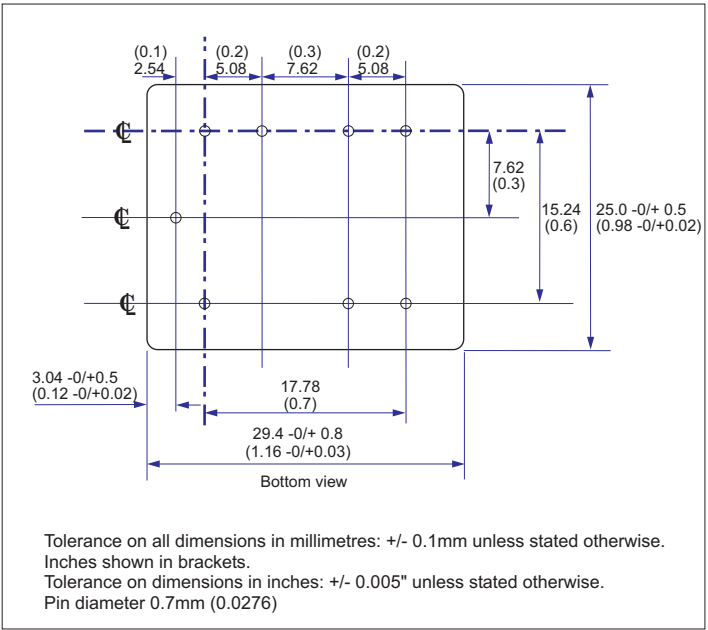 (0.1) (0.2) (0.3) (0.2)
2.54 5.08 7.62 5.08
℄
7.62
(0.3)
15.24 25.0 -0/+ 0.5
(0.6) (0.98 -0/+0.02)
℄
℄
3.04 -0/+0.5
(0.12 -0/+0.02)
17.78
(0.7)
29.4 -0/+ 0.8
(1.16 -0/+0.03)
Bottom view
Tolerance on all dimensions in millimetres: +/- 0.1mm unless stated otherwise.
Inches shown in brackets.
Tolerance on dimensions in inches: +/- 0.005" unless stated otherwise.
Pin diameter 0.7mm (0.0276)